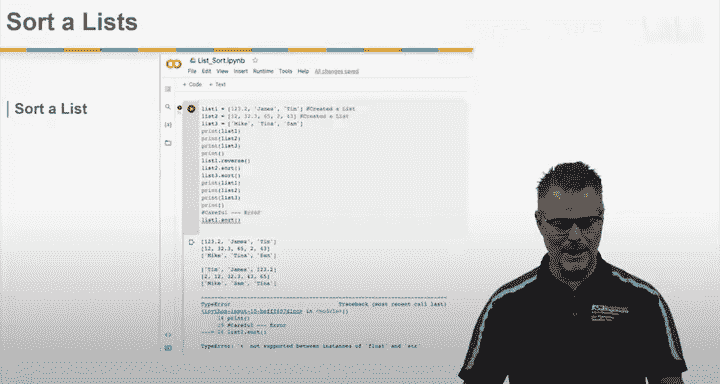 Sort a Lists
Sort a List
List_Sort.ipynb
File Edit View Insert Runtime Tools Help All changes saved
+ Code + Text
list1 = [123.2, 'James', 'Tim'] #Created a List
list2 = [12, 32.3, 65, 2, 43] #Created a List
list3 = ['Mike', 'Tina', 'Sam']
print(list1)
print(list2)
print(list3)
print()
list1.reverse()
list2.sort()
list3.sort()
print(list1)
print(list2)
print(list3)
print()
#Careful --- Error
list1.sort()
[123.2, 'James', 'Tim']
[12, 32.3, 65, 2, 43]
['Mike', 'Tina', 'Sam']
['Tim', 'James', 123.2]
[2, 12, 32.3, 43, 65]
['Mike', 'Sam', 'Tina']
TypeError Traceback (most recent call last)
in <module>()
print()
#Careful --- Error
list1.sort()
TypeError: '<' not supported between instances of 'float' and 'str'